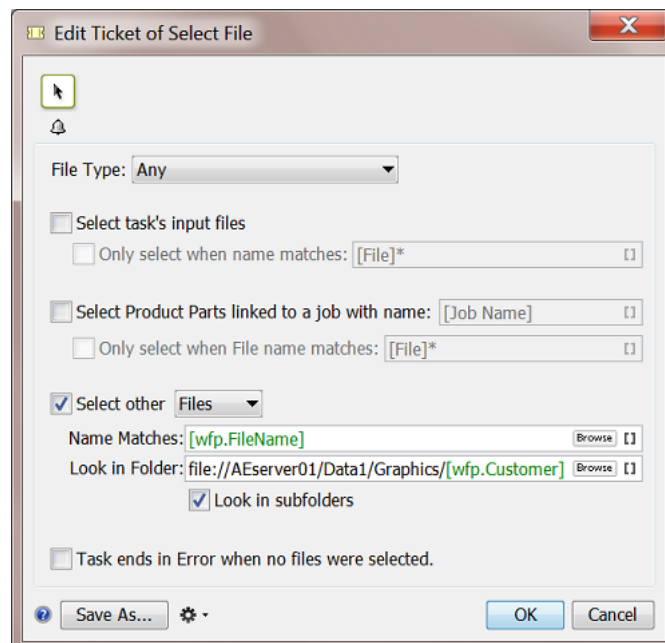 Edit Ticket of Select File
File Type: Any
Select task's input files
Only select when name matches: [File]* []
Select Product Parts linked to a job with name: [Job Name] []
Only select when File name matches: [File]* []
Select other Files
Name Matches: [wfp.FileName] Browse []
Look in Folder: file://AEserver01/Data1/Graphics/[wfp.Customer] Browse []
Look in subfolders
Task ends in Error when no files were selected.
? Save As... OK Cancel